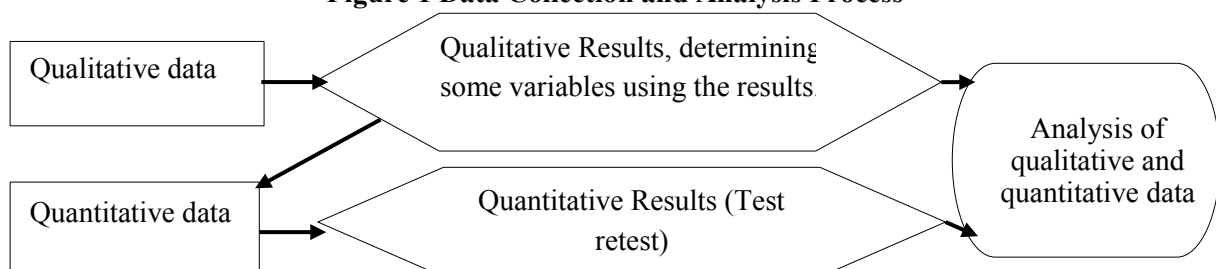 Figure 1 Data Collection and Analysis Process
Qualitative data
Qualitative Results, determining
some variables using the results.
Analysis of
qualitative and
quantitative data
Quantitative data
Quantitative Results (Test
retest)